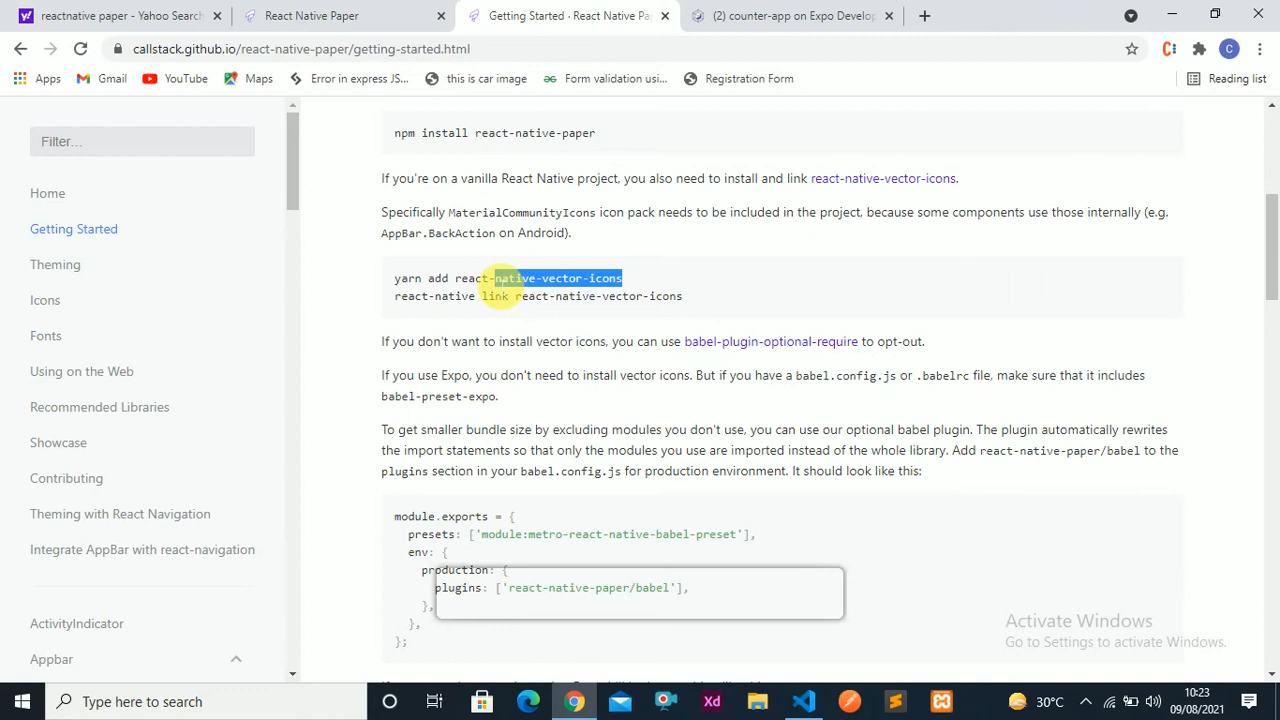 reactnative paper - Yahoo Search
React Native Paper
Getting Started · React Native Pa
(2) counter-app on Expo Develop
callstack.github.io/react-native-paper/getting-started.html
Apps
Gmail
YouTube
Maps
Error in express JS...
this is car image
Form validation usi...
Registration Form
Reading list
Filter...
Home
Getting Started
Theming
Icons
Fonts
Using on the Web
Recommended Libraries
Showcase
Contributing
Theming with React Navigation
Integrate AppBar with react-navigation
ActivityIndicator
Appbar
npm install react-native-paper
If you're on a vanilla React Native project, you also need to install and link react-native-vector-icons.
Specifically MaterialCommunityIcons icon pack needs to be included in the project, because some components use those internally (e.g.
AppBar.BackAction on Android).
yarn add react-native-vector-icons
react-native link react-native-vector-icons
If you don't want to install vector icons, you can use babel-plugin-optional-require to opt-out.
If you use Expo, you don't need to install vector icons. But if you have a babel.config.js or .babelrc file, make sure that it includes
babel-preset-expo.
To get smaller bundle size by excluding modules you don't use, you can use our optional babel plugin. The plugin automatically rewrites
the import statements so that only the modules you use are imported instead of the whole library. Add react-native-paper/babel to the
plugins section in your babel.config.js for production environment. It should look like this:
module.exports = {
presets: ['module:metro-react-native-babel-preset'],
env: {
production: {
plugins: ['react-native-paper/babel'],
},
},
};
Activate Windows
Go to Settings to activate Windows.
Type here to search
Xd
30°C
10:23
09/08/2021